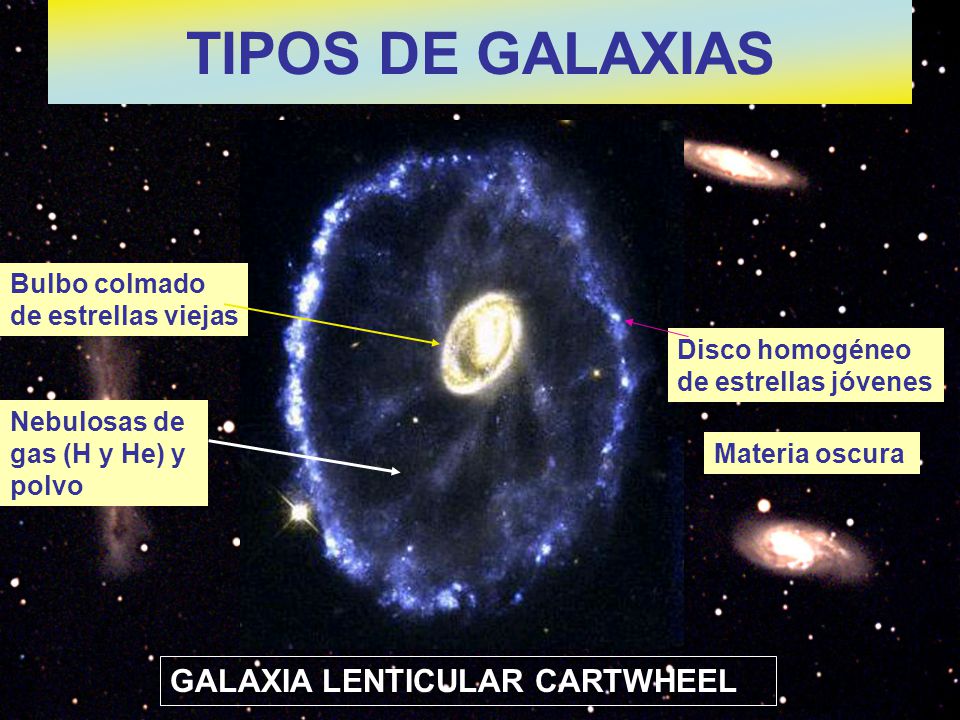 TIPOS DE GALAXIAS
Bulbo colmado
de estrellas viejas
Disco homogéneo
de estrellas jóvenes
Nebulosas de
gas (H y He) y
polvo
Materia oscura
GALAXIA LENTICULAR CARTWHEEL